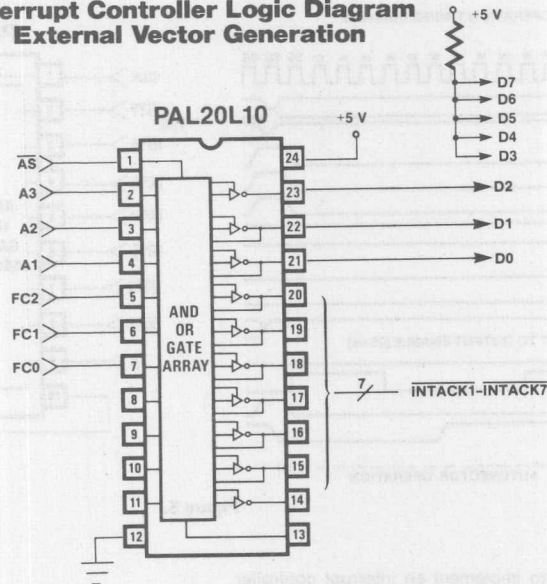 errupt Controller Logic Diagram
External Vector Generation
+5 V
D7
D6
D5
D4
D3
PAL20L10
+5 V
AS
1
24
A3
2
23
D2
A2
3
22
D1
A1
4
21
D0
FC2
5
20
FC1
6
19
FC0
7
18
AND
OR
GATE
ARRAY
8
17
7
INTACK1-INTACK7
9
16
10
15
11
14
12
13